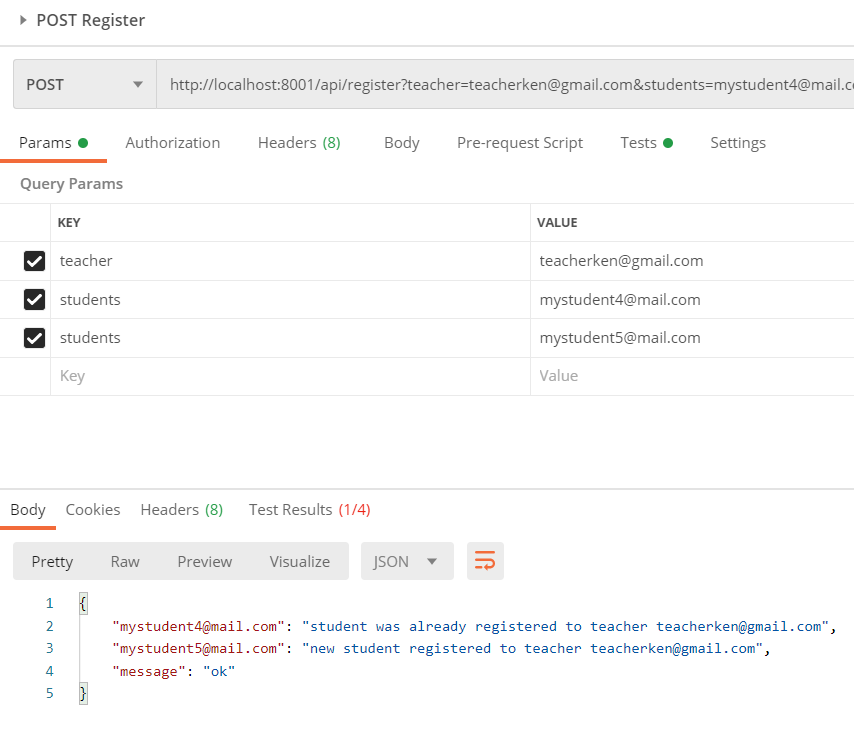 POST Register
POST http://localhost:8001/api/register?teacher=teacherken@gmail.com&students=mystudent4@mail.c
Params Authorization Headers (8) Body Pre-request Script Tests Settings
Query Params
KEY VALUE
teacher teacherken@gmail.com
students mystudent4@mail.com
students mystudent5@mail.com
Key Value
Body Cookies Headers (8) Test Results (1/4)
Pretty Raw Preview Visualize JSON
1 {
2 "mystudent4@mail.com": "student was already registered to teacher teacherken@gmail.com",
3 "mystudent5@mail.com": "new student registered to teacher teacherken@gmail.com",
4 "message": "ok"
5 }